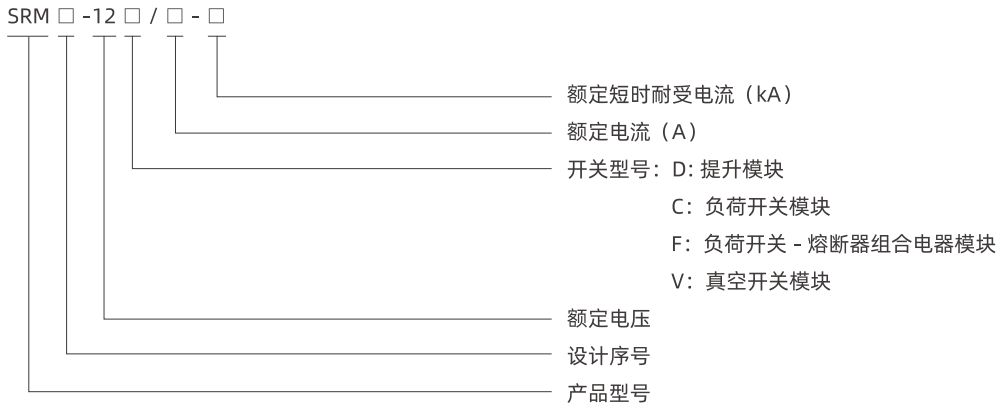 SRM□-12□/□-□
额定短时耐受电流（kA）
额定电流（A）
开关型号：D: 提升模块
C：负荷开关模块
F：负荷开关 - 熔断器组合电器模块
V：真空开关模块
额定电压
设计序号
产品型号